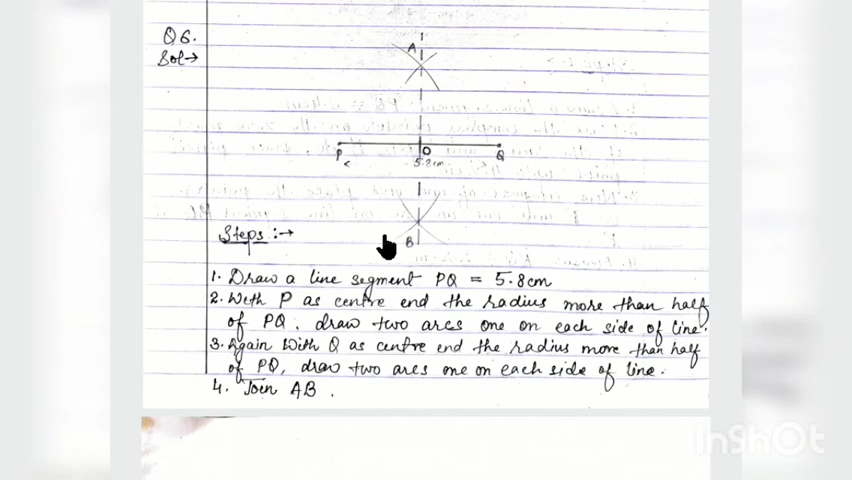 Q6.
Sol→
A
P
O
Q
5.8cm
B
Steps :→
1. Draw a line segment PQ = 5.8cm
2. With P as centre end the radius more than half
of PQ, draw two arcs one on each side of line.
3. Again With Q as centre end the radius more than half
of PQ, draw two arcs one on each side of line.
4. Join AB.
InShOt